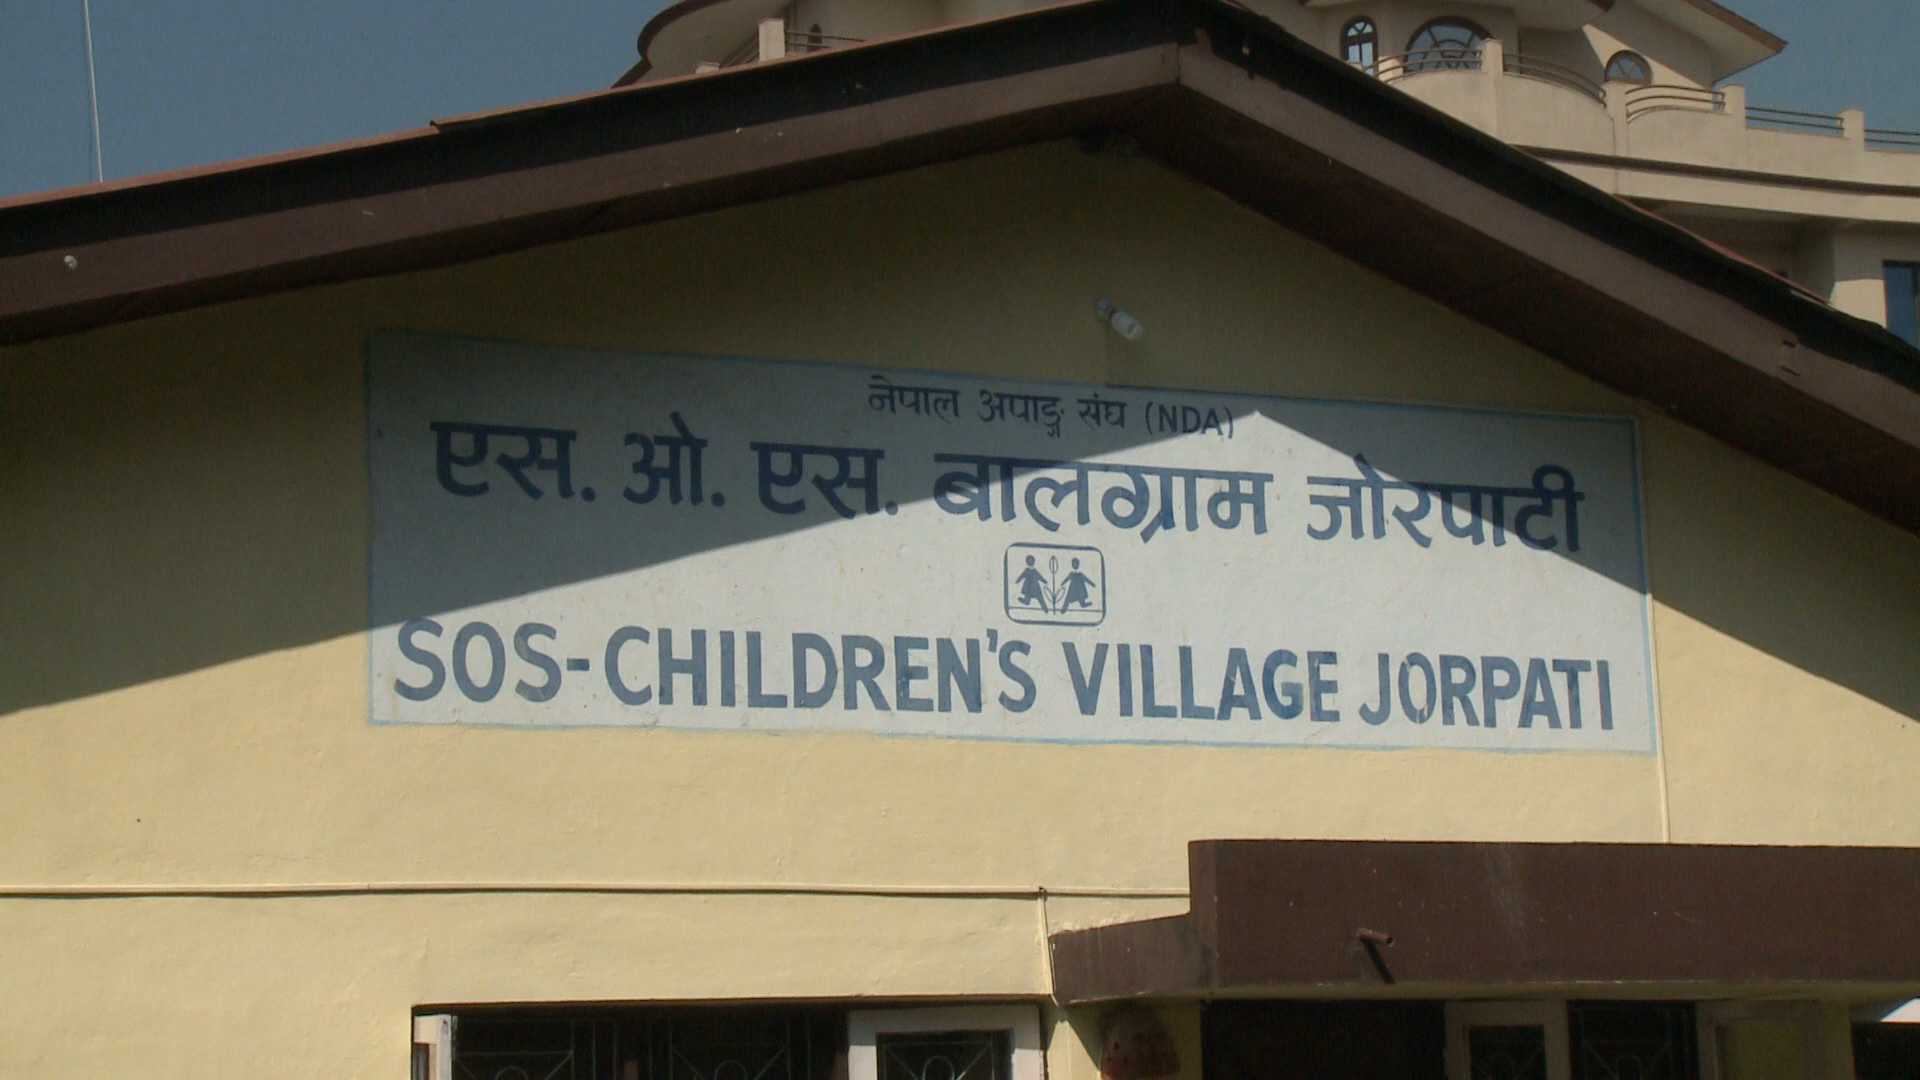 नेपाल अपाङ्ग संघ (NDA)
एस. ओ. एस. बालग्राम जोरपाटी
SOS-CHILDREN'S VILLAGE JORPATI